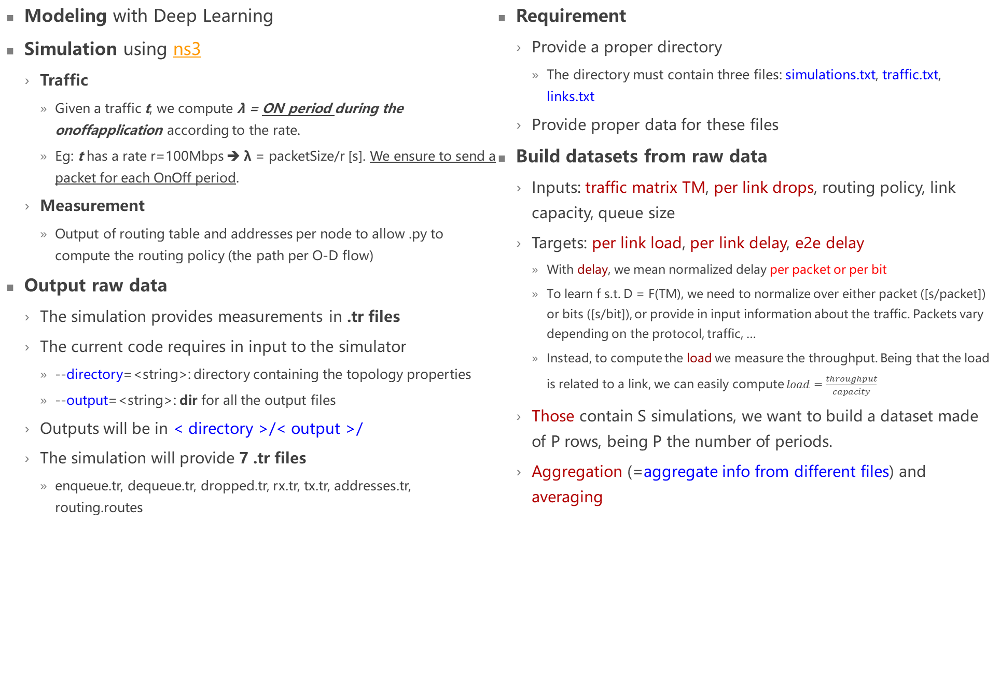 ▪ Modeling with Deep Learning
▪ Simulation using ns3
› Traffic
» Given a traffic t, we compute λ = ON period during the
onoffapplication according to the rate.
» Eg: t has a rate r=100Mbps ➔ λ = packetSize/r [s]. We ensure to send a
packet for each OnOff period.
› Measurement
» Output of routing table and addresses per node to allow .py to
compute the routing policy (the path per O-D flow)
▪ Output raw data
› The simulation provides measurements in .tr files
› The current code requires in input to the simulator
» --directory=<string>: directory containing the topology properties
» --output=<string>: dir for all the output files
› Outputs will be in < directory >/< output >/
› The simulation will provide 7 .tr files
» enqueue.tr, dequeue.tr, dropped.tr, rx.tr, tx.tr, addresses.tr,
routing.routes
▪ Requirement
› Provide a proper directory
» The directory must contain three files: simulations.txt, traffic.txt,
links.txt
› Provide proper data for these files
▪ Build datasets from raw data
› Inputs: traffic matrix TM, per link drops, routing policy, link
capacity, queue size
› Targets: per link load, per link delay, e2e delay
» With delay, we mean normalized delay per packet or per bit
» To learn f s.t. D = F(TM), we need to normalize over either packet ([s/packet])
or bits ([s/bit]), or provide in input information about the traffic. Packets vary
depending on the protocol, traffic, ...
» Instead, to compute the load we measure the throughput. Being that the load
is related to a link, we can easily compute load = throughput/capacity
› Those contain S simulations, we want to build a dataset made
of P rows, being P the number of periods.
› Aggregation (=aggregate info from different files) and
averaging